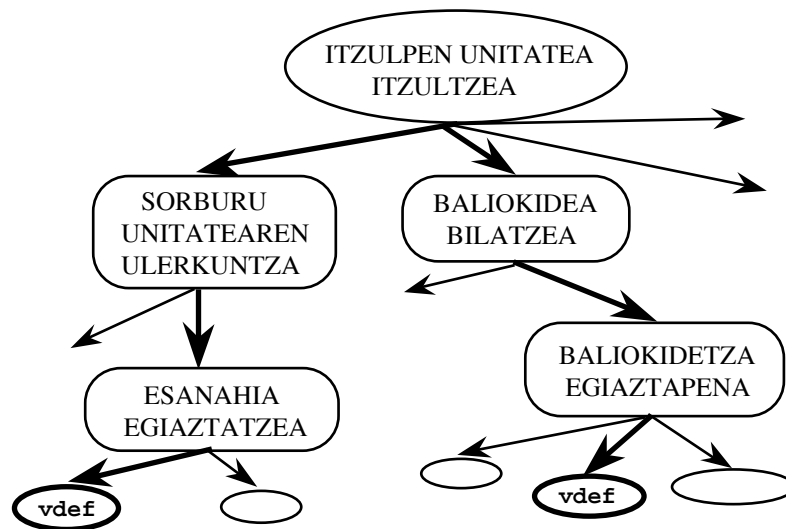 ITZULPEN UNITATEA
ITZULTZEA
SORBURU
UNITATEAREN
ULERKUNTZA
BALIOKIDEA
BILATZEA
ESANAHIA
EGIAZTATZEA
BALIOKIDETZA
EGIAZTAPENA
vdef
vdef